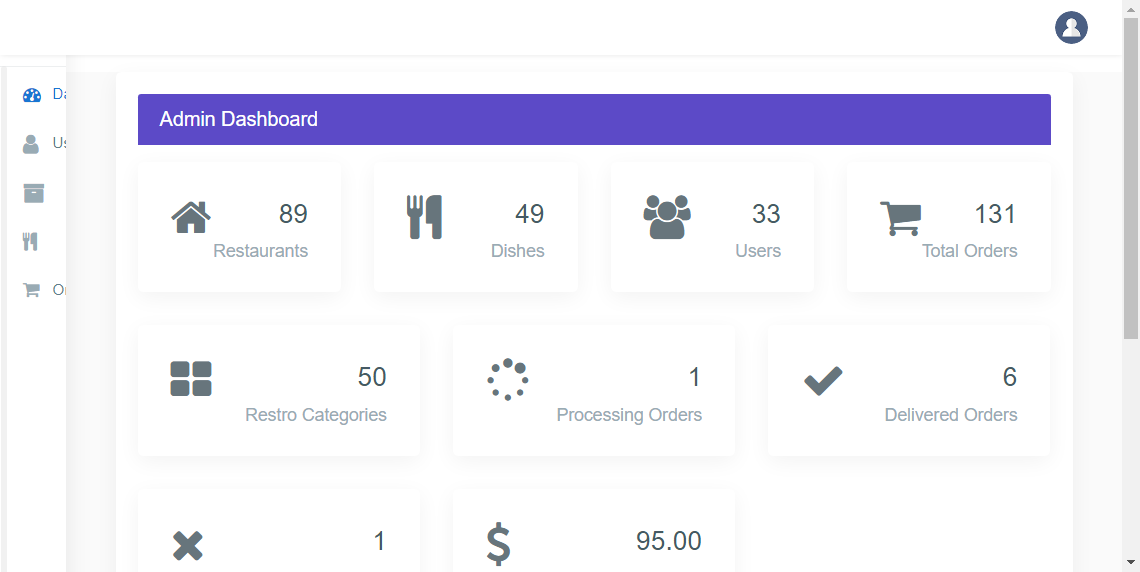 Admin Dashboard
Da
Us
Or
89
Restaurants
49
Dishes
33
Users
131
Total Orders
50
Restro Categories
1
Processing Orders
6
Delivered Orders
1
95.00